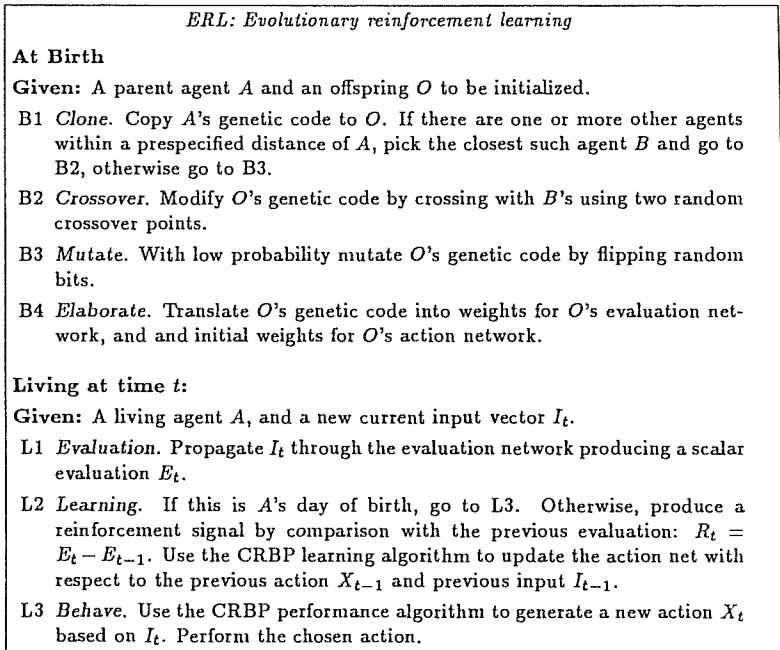 ERL: Evolutionary reinforcement learning
At Birth
Given: A parent agent A and an offspring O to be initialized.
B1 Clone. Copy A's genetic code to O. If there are one or more other agents
within a prespecified distance of A, pick the closest such agent B and go to
B2, otherwise go to B3.
B2 Crossover. Modify O's genetic code by crossing with B's using two random
crossover points.
B3 Mutate. With low probability mutate O's genetic code by flipping random
bits.
B4 Elaborate. Translate O's genetic code into weights for O's evaluation net-
work, and and initial weights for O's action network.
Living at time t:
Given: A living agent A, and a new current input vector I_t.
L1 Evaluation. Propagate I_t through the evaluation network producing a scalar
evaluation E_t.
L2 Learning. If this is A's day of birth, go to L3. Otherwise, produce a
reinforcement signal by comparison with the previous evaluation: R_t =
E_t − E_{t−1}. Use the CRBP learning algorithm to update the action net with
respect to the previous action X_{t−1} and previous input I_{t−1}.
L3 Behave. Use the CRBP performance algorithm to generate a new action X_t
based on I_t. Perform the chosen action.